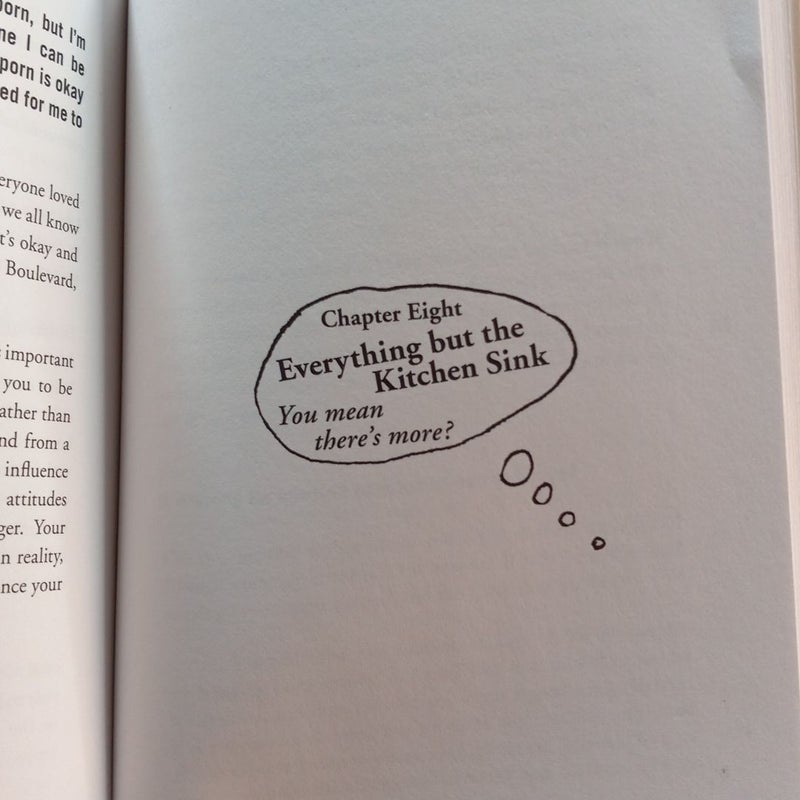 but I'm
I can be
porn is okay
for me to
loved
we all know
okay and
Boulevard,
important
you to be
rather than
from a
influence
attitudes
Your
reality,
your
Chapter Eight
Everything but the
Kitchen Sink
You mean
there's more?